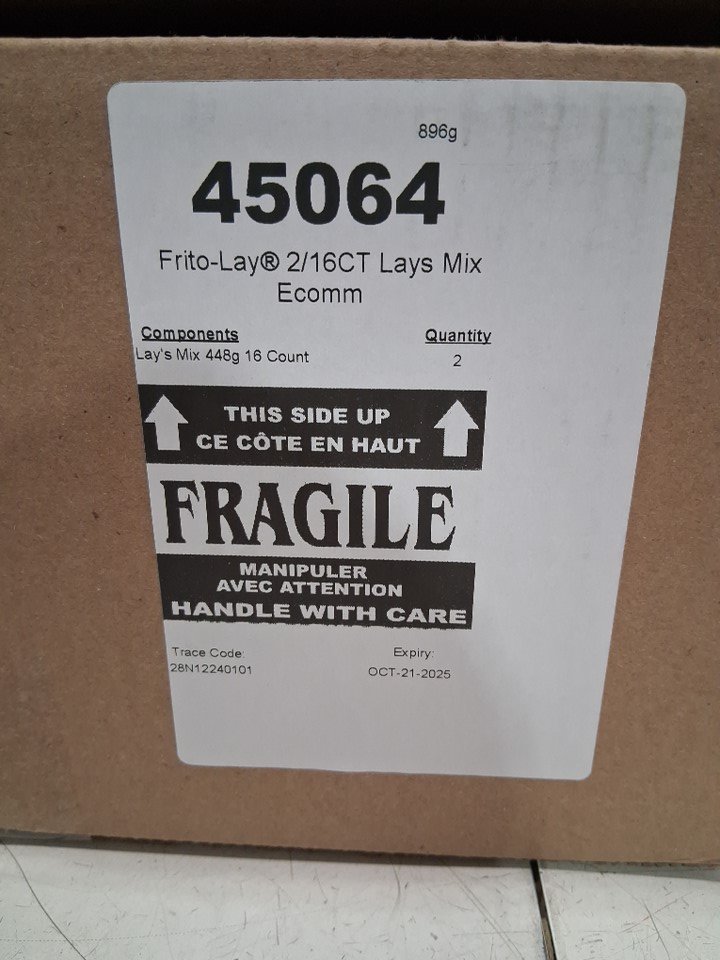 896g
45064
Frito-Lay® 2/16CT Lays Mix
Ecomm
Components Quantity
Lay's Mix 448g 16 Count 2
THIS SIDE UP
CE CÔTE EN HAUT
FRAGILE
MANIPULER
AVEC ATTENTION
HANDLE WITH CARE
Trace Code: Expiry:
28N12240101 OCT-21-2025